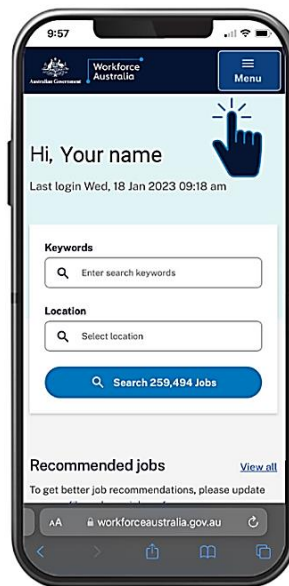 9:57
Australian Government
Workforce
Australia
Menu
Hi, Your name
Last login Wed, 18 Jan 2023 09:18 am
Keywords
Enter search keywords
Location
Select location
Search 259,494 Jobs
Recommended jobs View all
To get better job recommendations, please update
AA workforceaustralia.gov.au